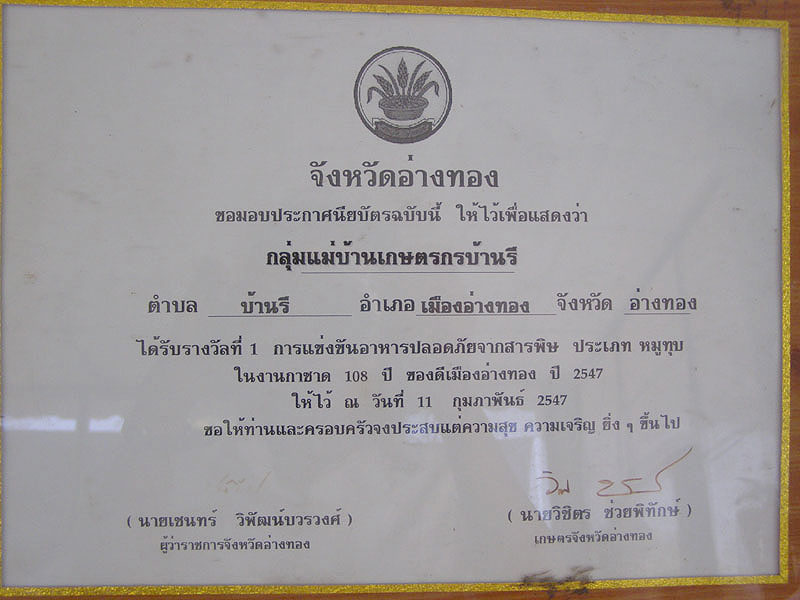 จังหวัดอ่างทอง
ขอมอบประกาศนียบัตรฉบับนี้ ให้ไว้เพื่อแสดงว่า
กลุ่มแม่บ้านเกษตรกรบ้านรี
ตำบล บ้านรี อำเภอ เมืองอ่างทอง จังหวัด อ่างทอง
ได้รับรางวัลที่ 1 การแข่งขันอาหารปลอดภัยจากสารพิษ ประเภท หมูทุบ
ในงานกาชาด 108 ปี ของดีเมืองอ่างทอง ปี 2547
ให้ไว้ ณ วันที่ 11 กุมภาพันธ์ 2547
ขอให้ท่านและครอบครัวจงประสบแต่ความสุข ความเจริญ ยิ่ง ๆ ขึ้นไป
( นายเชนทร์ วิพัฒน์บวรวงศ์ )
ผู้ว่าราชการจังหวัดอ่างทอง
( นายวิชิตร ช่วยพิทักษ์ )
เกษตรจังหวัดอ่างทอง